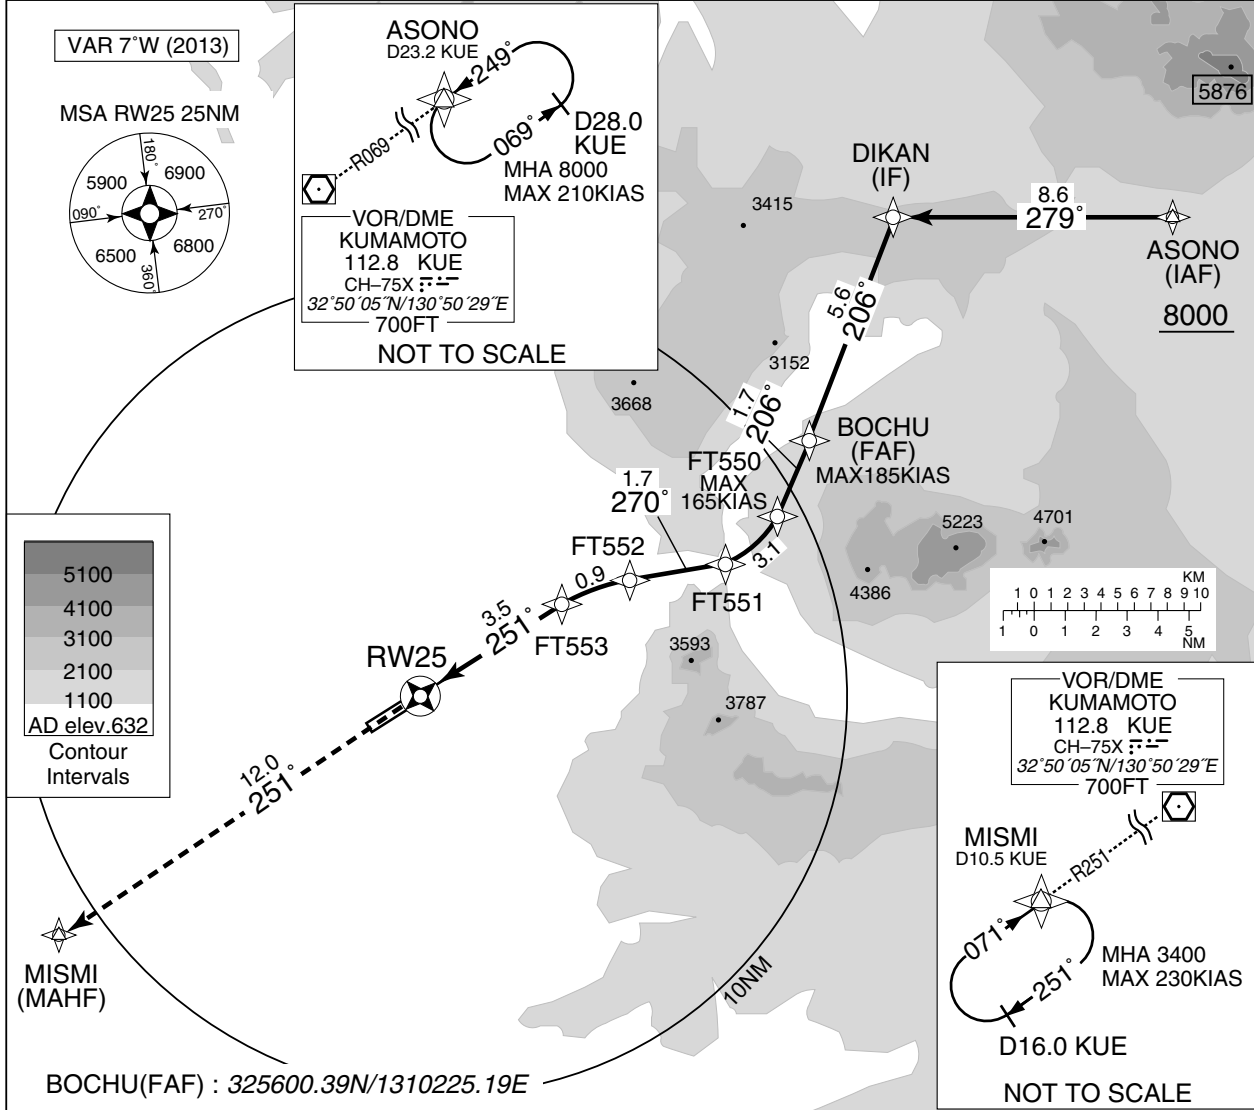 VAR 7°W (2013)
MSA RW25 25NM
180°
5900
6900
090°
270°
6500
6800
360°
ASONO
D23.2 KUE
249°
069°
R069
D28.0
KUE
MHA 8000
MAX 210KIAS
VOR/DME
KUMAMOTO
112.8 KUE
CH–75X
32°50´05˝N/130°50´29˝E
700FT
NOT TO SCALE
5876
DIKAN
(IF)
8.6
279°
ASONO
(IAF)
8000
3415
5.6
206°
3152
3668
1.7
206°
BOCHU
(FAF)
MAX185KIAS
FT550
MAX
165KIAS
1.7
270°
FT552
0.9
3.1
FT551
3.5
251°
FT553
RW25
5223
4701
4386
3593
3787
KM
1 0 1 2 3 4 5 6 7 8 9 10
1 0 1 2 3 4 5
NM
5100
4100
3100
2100
1100
AD elev.632
Contour
Intervals
12.0
251°
MISMI
(MAHF)
10NM
VOR/DME
KUMAMOTO
112.8 KUE
CH–75X
32°50´05˝N/130°50´29˝E
700FT
MISMI
D10.5 KUE
R251
071°
251°
MHA 3400
MAX 230KIAS
D16.0 KUE
NOT TO SCALE
BOCHU(FAF) : 325600.39N/1310225.19E